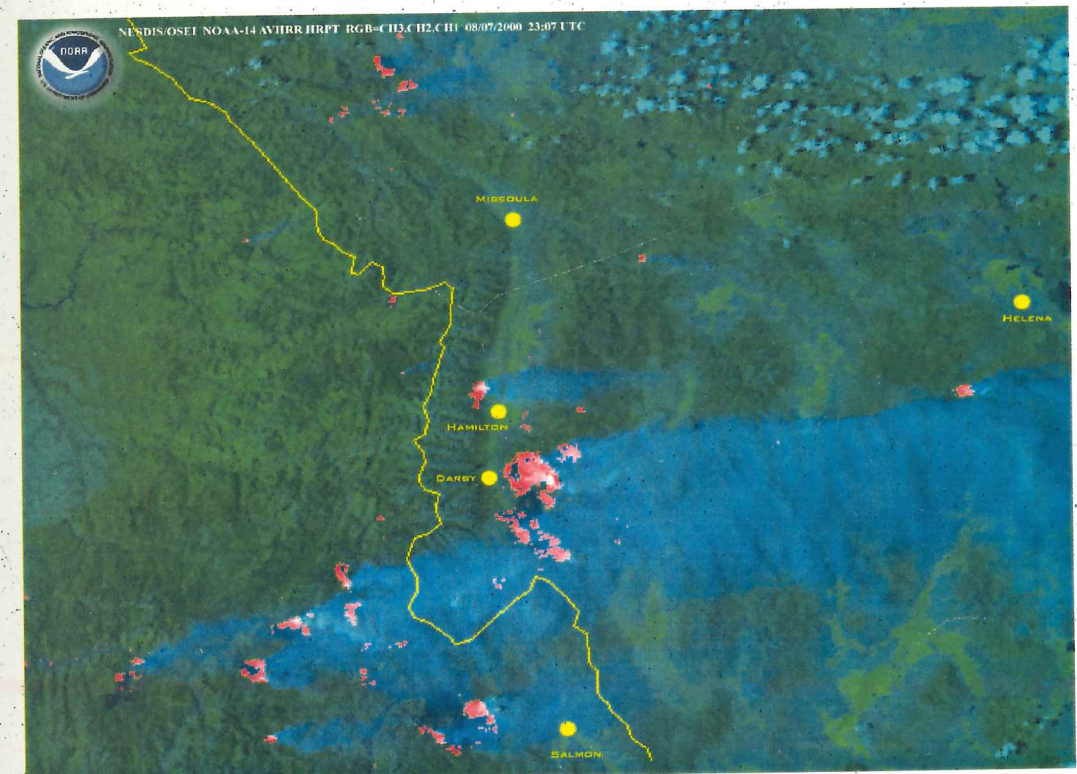 NESDIS/OSEI NOAA-14 AVHRR HRPT RGB=CH3,CH2,CH1 08/07/2000 23:07 UTC
NOAA
MISSOULA
HELENA
HAMILTON
DARBY
SALMON